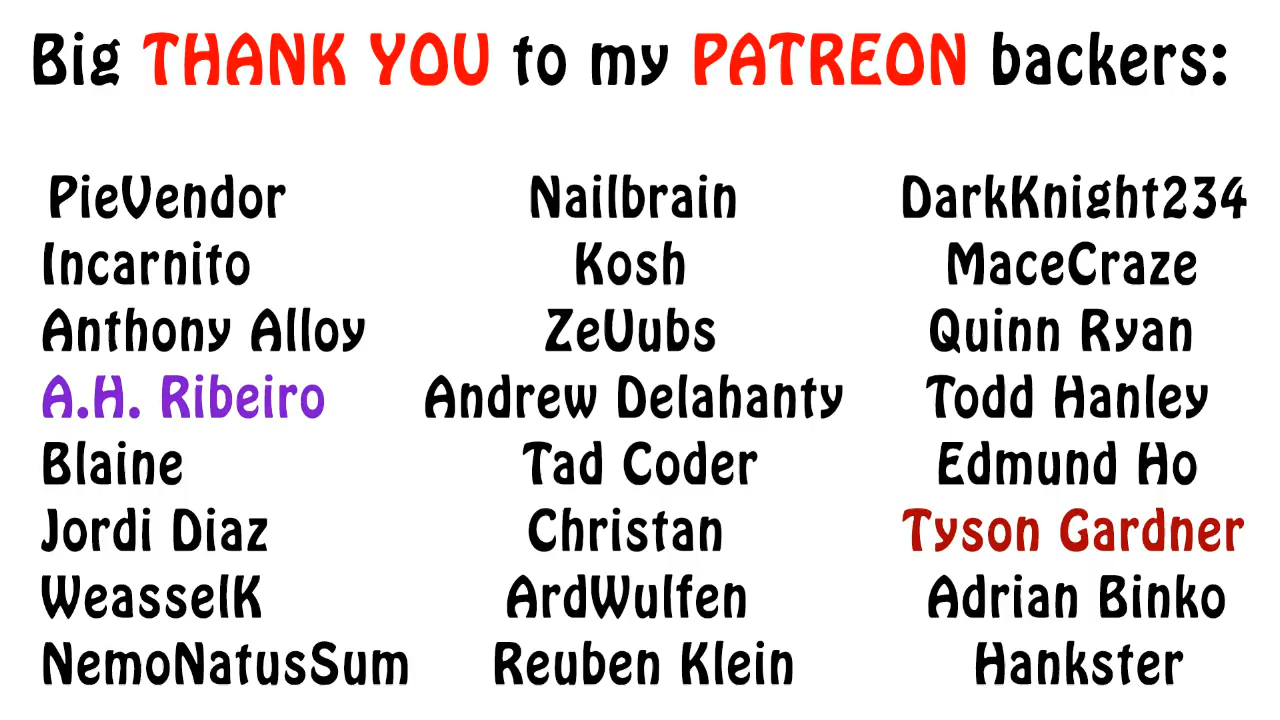 Big THANK YOU to my PATREON backers:
PieVendor Nailbrain DarkKnight234
Incarnito Kosh MaceCraze
Anthony Alloy ZeUubs Quinn Ryan
A.H. Ribeiro Andrew Delahanty Todd Hanley
Blaine Tad Coder Edmund Ho
Jordi Diaz Christan Tyson Gardner
WeasselK ArdWulfen Adrian Binko
NemoNatusSum Reuben Klein Hankster